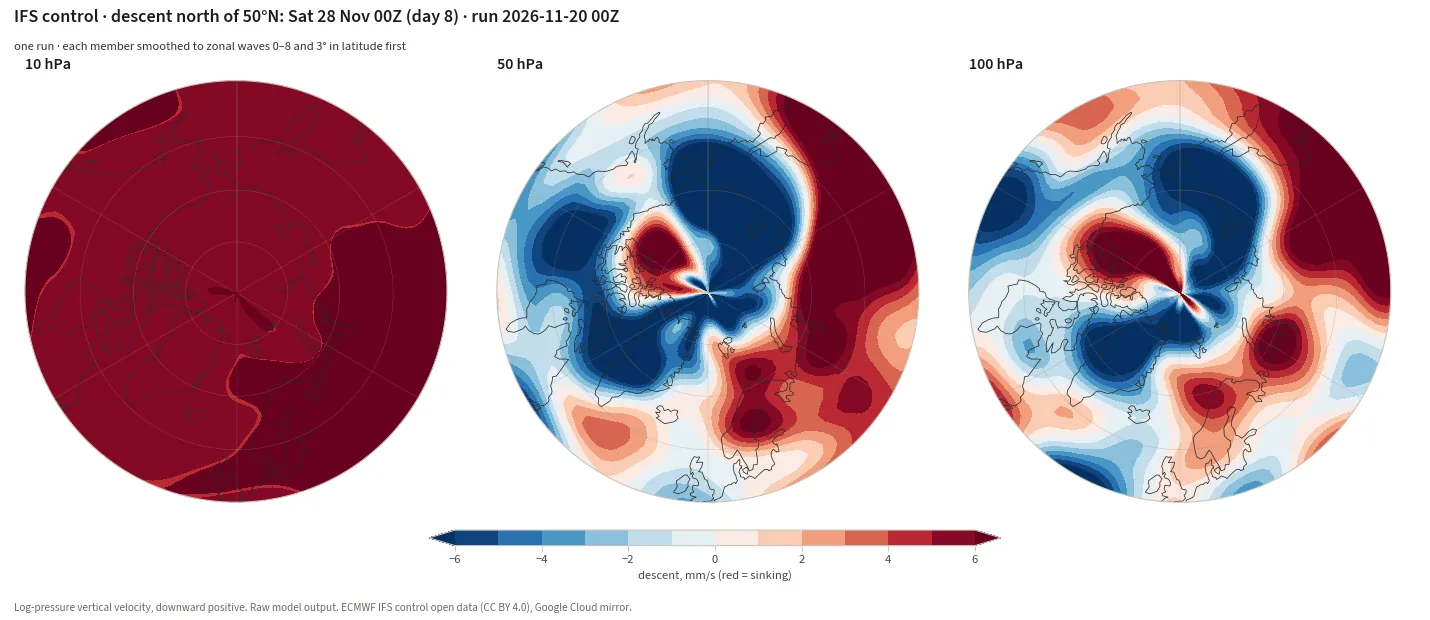 IFS control · descent north of 50°N: Sat 28 Nov 00Z (day 8) · run 2026-11-20 00Z
one run · each member smoothed to zonal waves 0–8 and 3° in latitude first
10 hPa
50 hPa
100 hPa
−6 −4 −2 0 2 4 6
descent, mm/s (red = sinking)
Log-pressure vertical velocity, downward positive. Raw model output. ECMWF IFS control open data (CC BY 4.0), Google Cloud mirror.